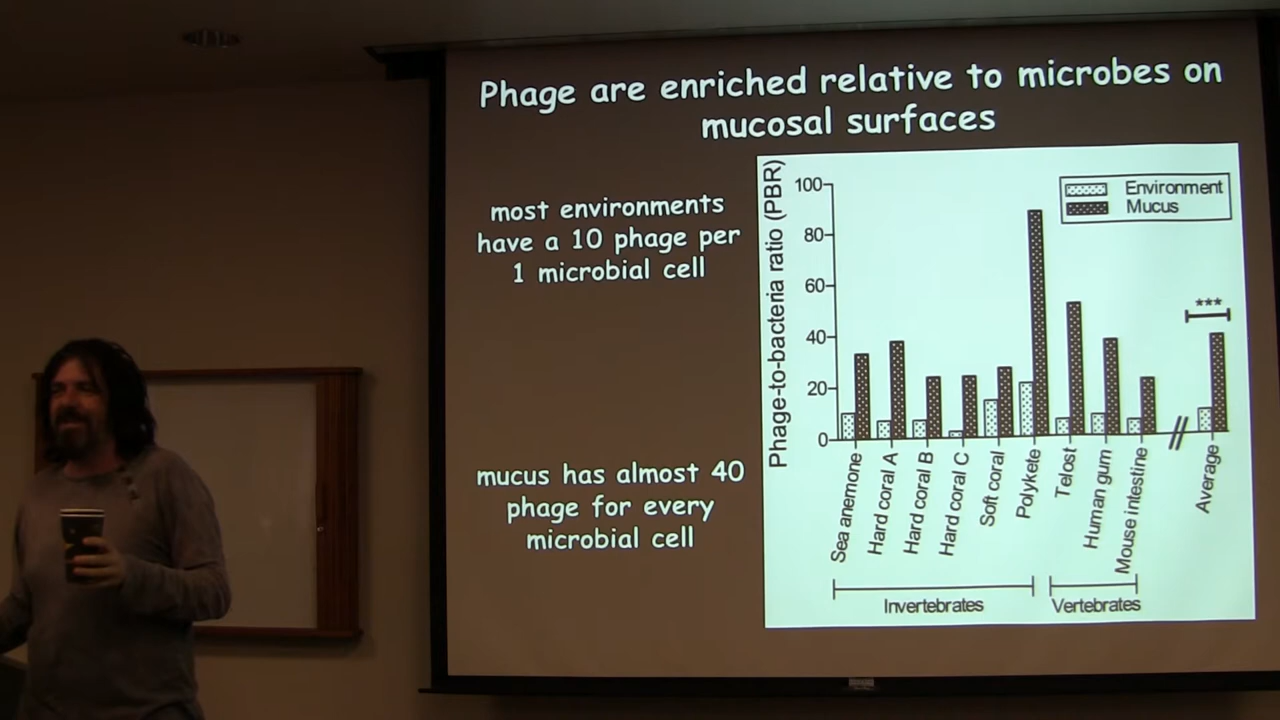 Phage are enriched relative to microbes on
mucosal surfaces
most environments
have a 10 phage per
1 microbial cell
mucus has almost 40
phage for every
microbial cell
Phage-to-bacteria ratio (PBR)
100
80
60
40
20
0
Environment
Mucus
***
Sea anemone
Hard coral A
Hard coral B
Hard coral C
Soft coral
Polykete
Telost
Human gum
Mouse intestine
Average
Invertebrates
Vertebrates